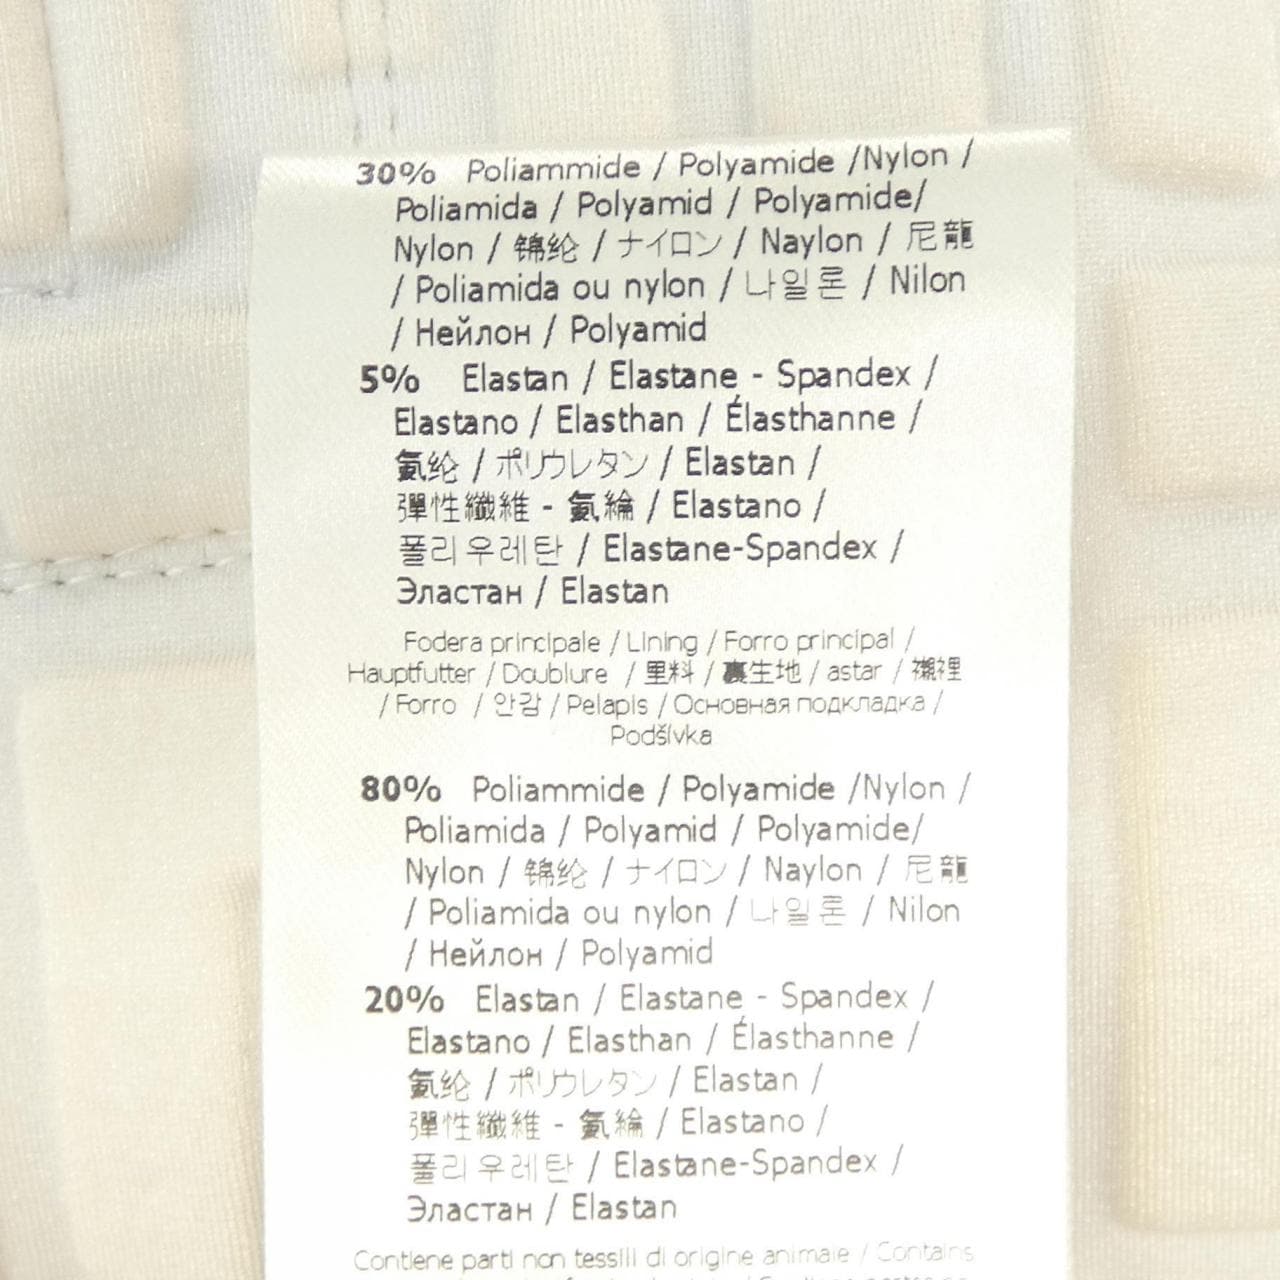 30% Poliammide / Polyamide /Nylon /
Poliamida / Polyamid / Polyamide/
Nylon / 锦纶 / ナイロン / Naylon / 尼龍
/ Poliamida ou nylon / 나일론 / Nilon
/ Нейлон / Polyamid
5% Elastan / Elastane - Spandex /
Elastano / Elasthan / Élasthanne /
氨纶 / ポリウレタン / Elastan /
彈性纖維 - 氨綸 / Elastano /
폴리우레탄 / Elastane-Spandex /
Эластан / Elastan
Fodera principale / Lining / Forro principal /
Hauptfutter / Doublure / 里料 / 裏生地 / astar / 襯裡
/ Forro / 안감 / Pelapis / Основная подкладка /
Podšívka
80% Poliammide / Polyamide /Nylon /
Poliamida / Polyamid / Polyamide/
Nylon / 锦纶 / ナイロン / Naylon / 尼龍
/ Poliamida ou nylon / 나일론 / Nilon
/ Нейлон / Polyamid
20% Elastan / Elastane - Spandex /
Elastano / Elasthan / Élasthanne /
氨纶 / ポリウレタン / Elastan /
彈性纖維 - 氨綸 / Elastano /
폴리우레탄 / Elastane-Spandex /
Эластан / Elastan
Contiene parti non tessili di origine animale / Contains